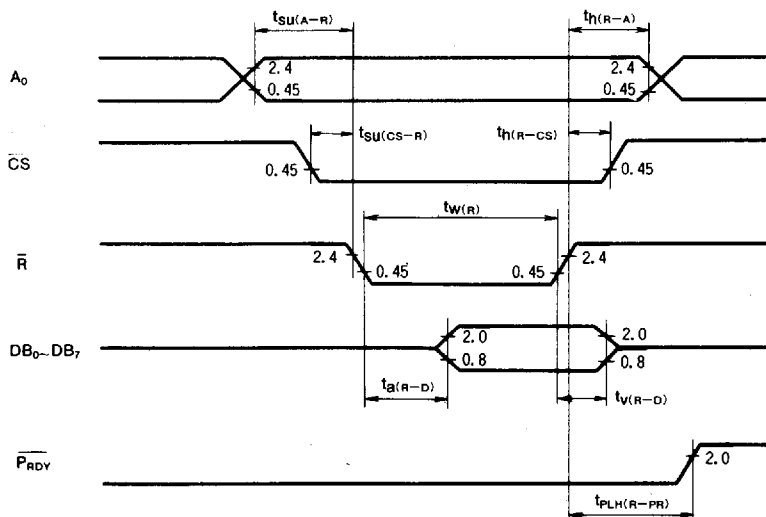 tsu(A-R) th(R-A)
A0 2.4 2.4
0.45 0.45
tsu(CS-R) th(R-CS)
CS 0.45 0.45
tw(R)
R 2.4 0.45 0.45 2.4
DB0~DB7 2.0 2.0
0.8 0.8
ta(R-D) tv(R-D)
PRDY 2.0
tPLH(R-PR)